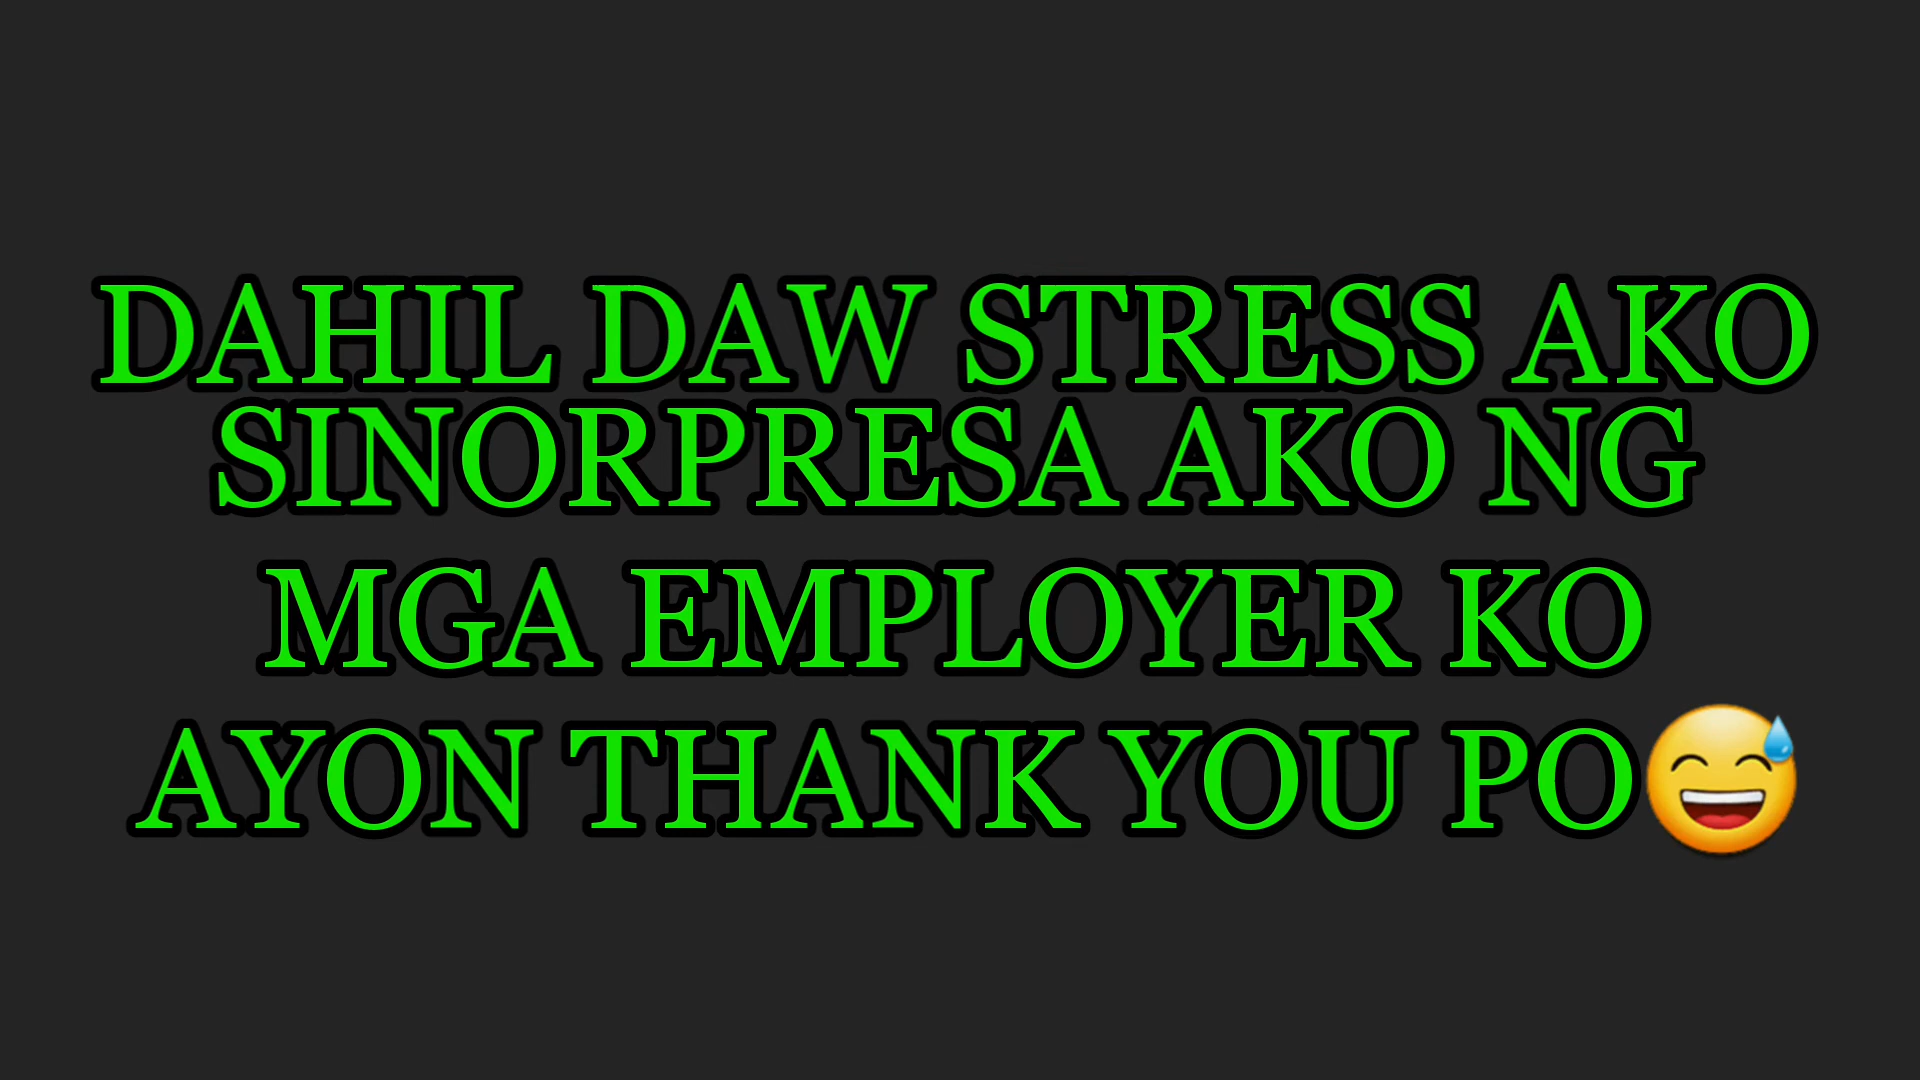 DAHIL DAW STRESS AKO
SINORPRESA AKO NG
MGA EMPLOYER KO
AYON THANK YOU PO😅